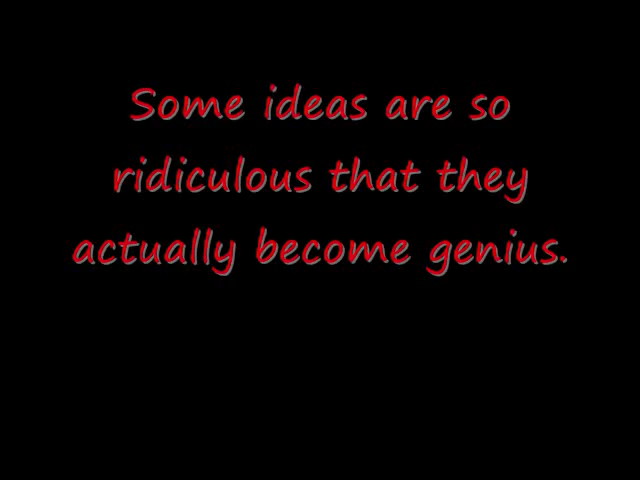 Some ideas are so
ridiculous that they
actually become genius.